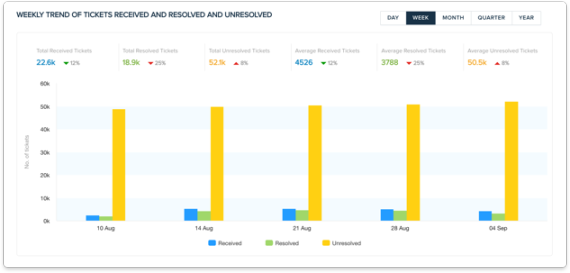 WEEKLY TREND OF TICKETS RECEIVED AND RESOLVED AND UNRESOLVED
DAY WEEK MONTH QUARTER YEAR
Total Received Tickets Total Resolved Tickets Total Unresolved Tickets Average Received Tickets Average Resolved Tickets Average Unresolved Tickets
22.6k ▼ 12% 18.9k ▼ 25% 52.1k ▲ 8% 4526 ▼ 12% 3788 ▼ 25% 50.5k ▲ 8%
No. of tickets
60k
50k
40k
30k
20k
10k
0k
10 Aug 14 Aug 21 Aug 28 Aug 04 Sep
Received Resolved Unresolved